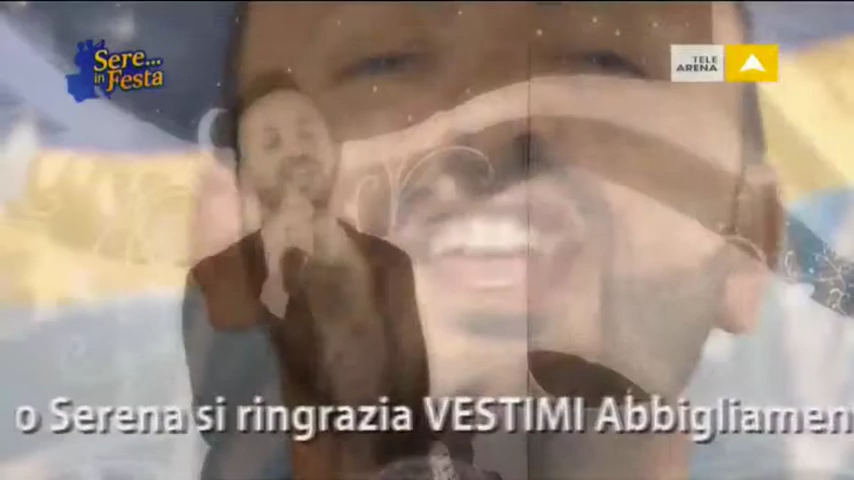 Sere...
in Festa
TELE
ARENA
o Serena si ringrazia VESTIMI Abbigliamen